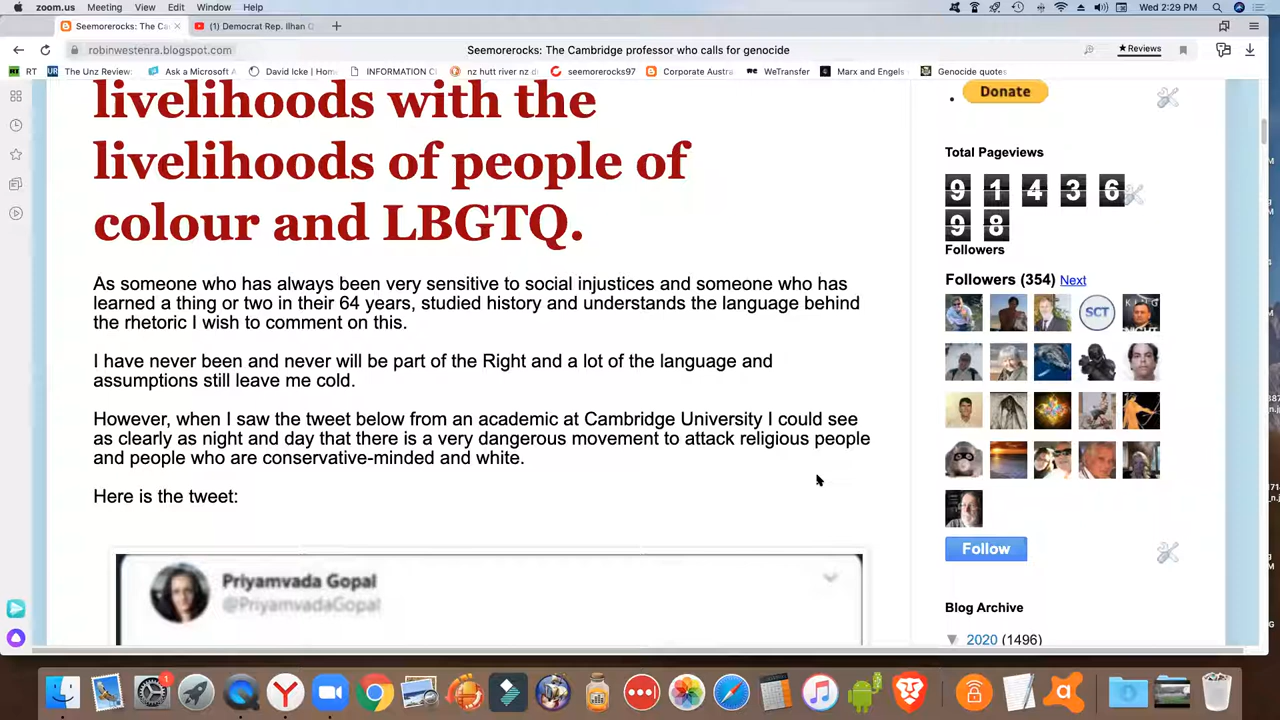 zoom.us Meeting View Edit Window Help Wed 2:29 PM
Seemorerocks: The Ca (1) Democrat Rep. Ilhan O
robinwestenra.blogspot.com Seemorerocks: The Cambridge professor who calls for genocide Reviews
RT The Unz Review: Ask a Microsoft A David Icke | Hom INFORMATION Cl nz hutt river nz d seemorerocks97 Corporate Austra WeTransfer Marx and Engels Genocide quotes
livelihoods with the
livelihoods of people of
colour and LBGTQ.
As someone who has always been very sensitive to social injustices and someone who has
learned a thing or two in their 64 years, studied history and understands the language behind
the rhetoric I wish to comment on this.
I have never been and never will be part of the Right and a lot of the language and
assumptions still leave me cold.
However, when I saw the tweet below from an academic at Cambridge University I could see
as clearly as night and day that there is a very dangerous movement to attack religious people
and people who are conservative-minded and white.
Here is the tweet:
Priyamvada Gopal
@PriyamvadaGopal
Donate
Total Pageviews
9 1 4 3 6
9 8
Followers
Followers (354) Next
SCT
Follow
Blog Archive
2020 (1496)